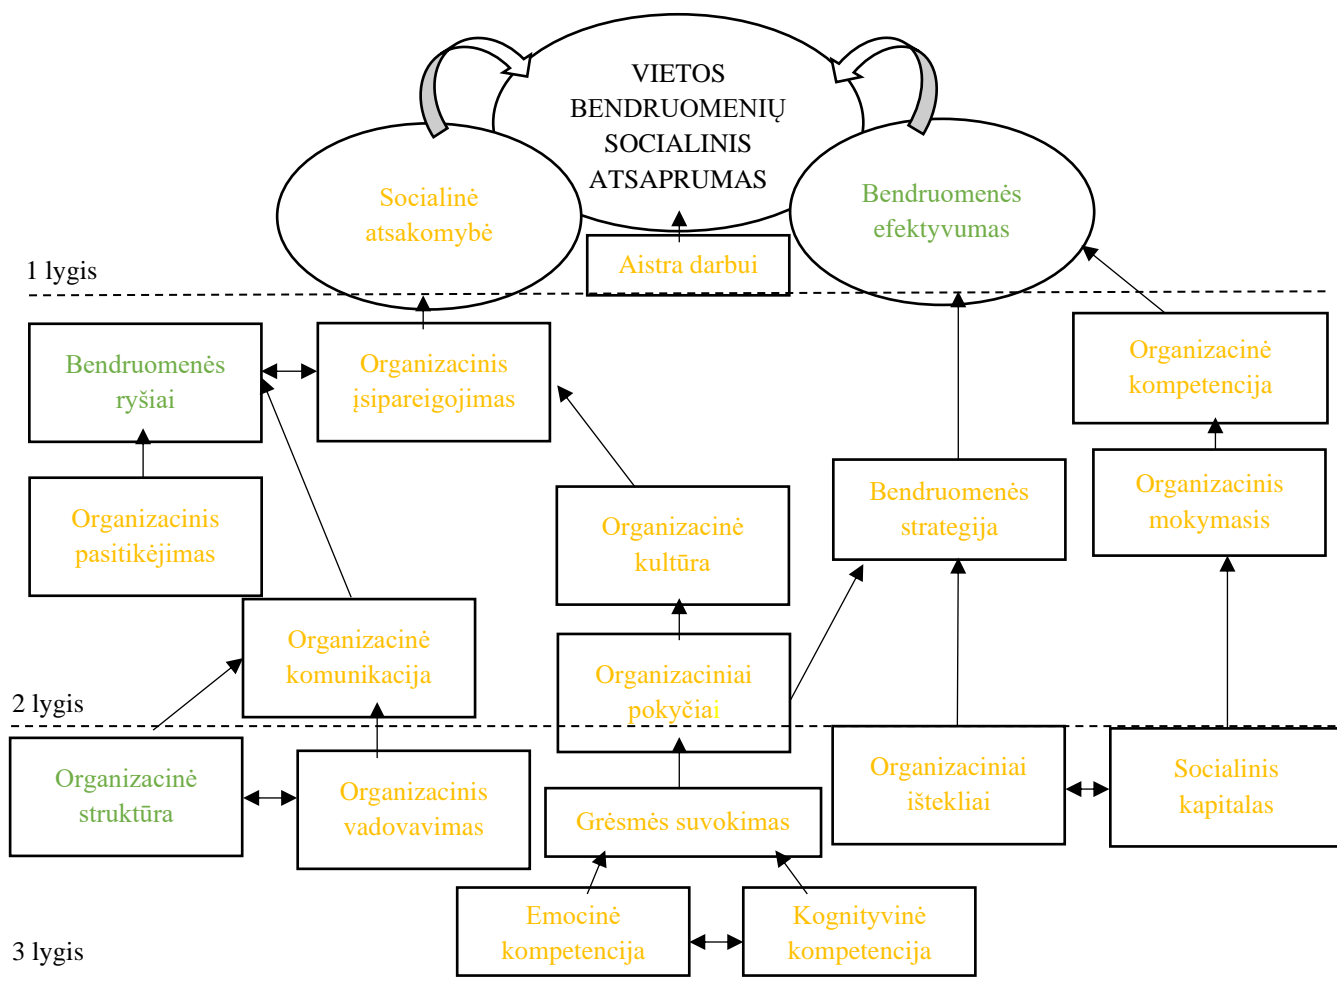 VIETOS
BENDRUOMENIŲ
SOCIALINIS
ATSAPRUMAS
Socialinė
atsakomybė
Bendruomenės
efektyvumas
Aistra darbui
1 lygis
Bendruomenės
ryšiai
Organizacinis
įsipareigojimas
Organizacinė
kompetencija
Organizacinis
pasitikėjimas
Organizacinė
kultūra
Bendruomenės
strategija
Organizacinis
mokymasis
Organizacinė
komunikacija
Organizaciniai
pokyčiai
2 lygis
Organizacinė
struktūra
Organizacinis
vadovavimas
Grėsmės suvokimas
Organizaciniai
ištekliai
Socialinis
kapitalas
Emocinė
kompetencija
Kognityvinė
kompetencija
3 lygis